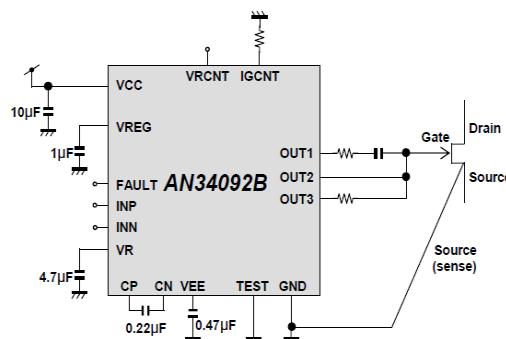 VRCNT IGCNT
VCC
10µF
VREG
1µF
Drain
Gate
OUT1
FAULT AN34092B OUT2
Source
INP
OUT3
INN
VR
Source
(sense)
4.7µF
CP CN VEE TEST GND
0.22µF
0.47µF